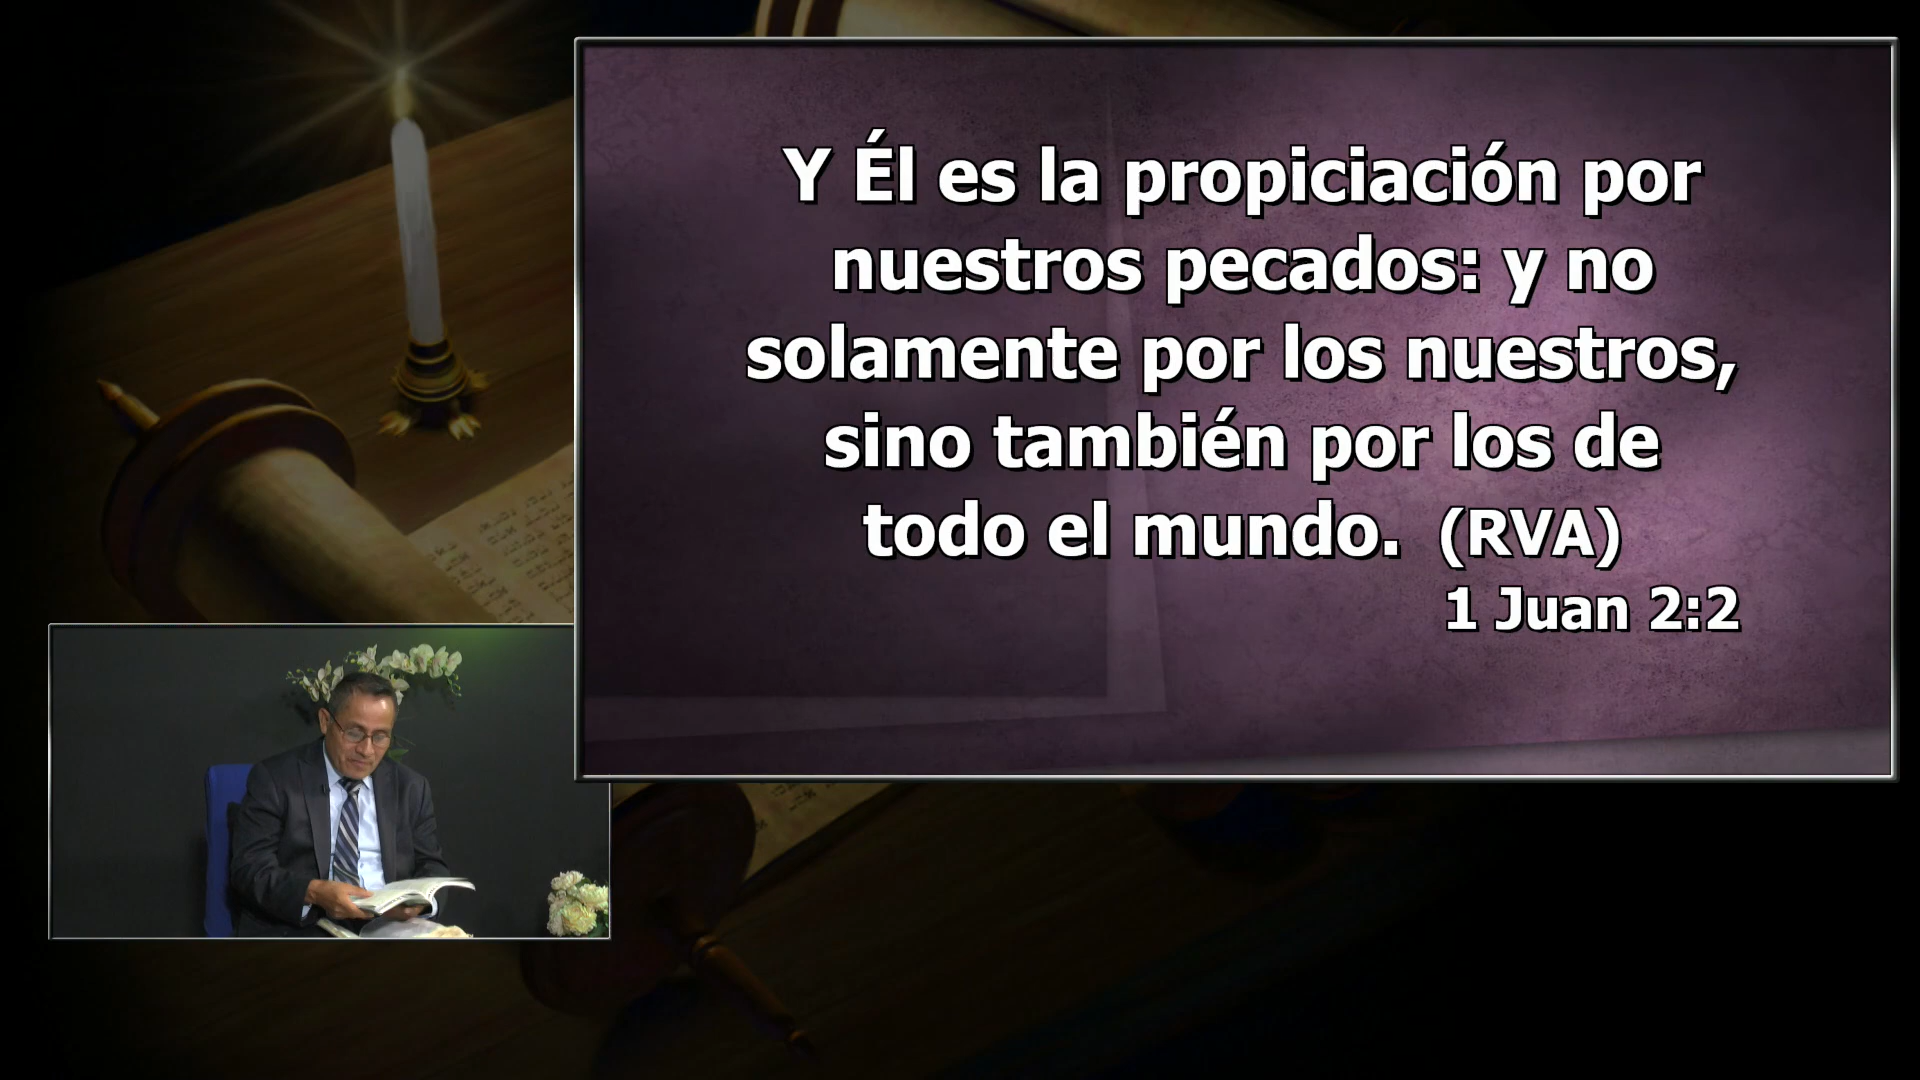 Y Él es la propiciación por
nuestros pecados: y no
solamente por los nuestros,
sino también por los de
todo el mundo. (RVA)
1 Juan 2:2